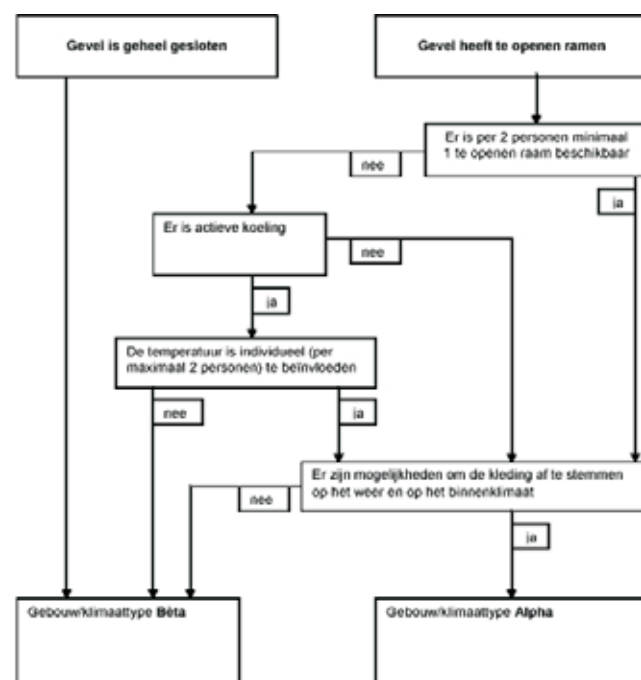 Gevel is geheel gesloten
Gevel heeft te openen ramen
Er is per 2 personen minimaal
1 te openen raam beschikbaar
nee
ja
Er is actieve koeling
nee
ja
De temperatuur is individueel (per
maximaal 2 personen) te beïnvloeden
nee
ja
Er zijn mogelijkheden om de kleding af te stemmen
op het weer en op het binnenklimaat
nee
ja
Gebouw/klimaattype Bèta
Gebouw/klimaattype Alpha